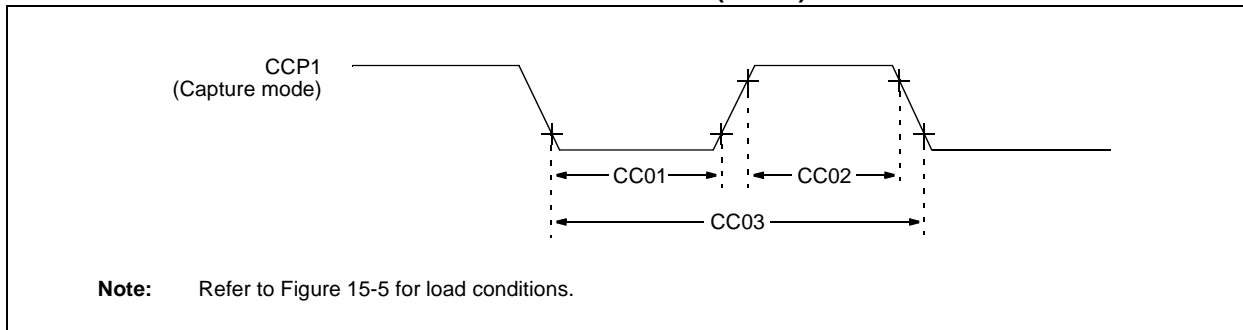 CCP1
(Capture mode)
CC01
CC02
CC03
Note: Refer to Figure 15-5 for load conditions.